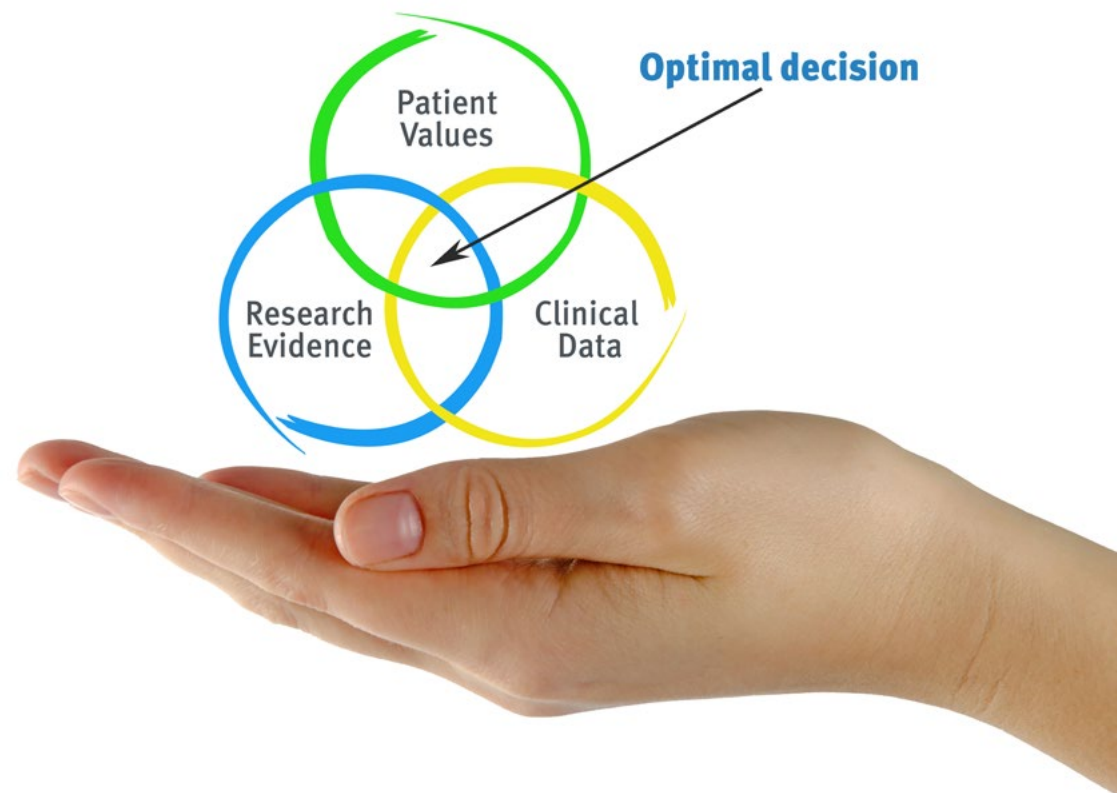 Optimal decision
Patient
Values
Research
Evidence
Clinical
Data